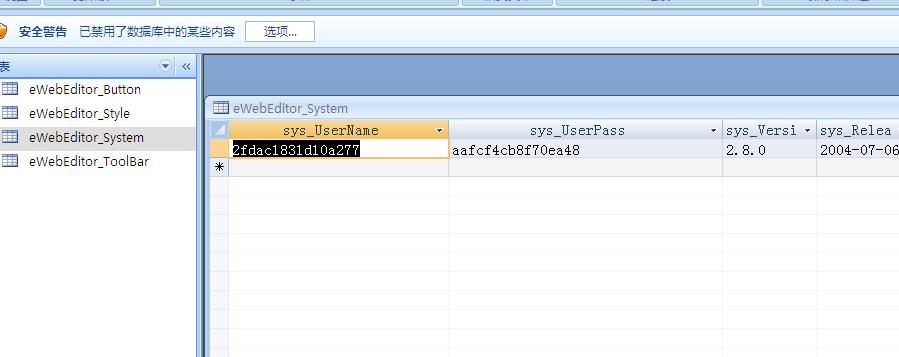 安全警告 已禁用了数据库中的某些内容 选项...
表
eWebEditor_Button
eWebEditor_Style
eWebEditor_System
eWebEditor_ToolBar
eWebEditor_System
sys_UserName sys_UserPass sys_Versi sys_Relea
2fdac1831d10a277 aafcf4cb8f70ea48 2.8.0 2004-07-06